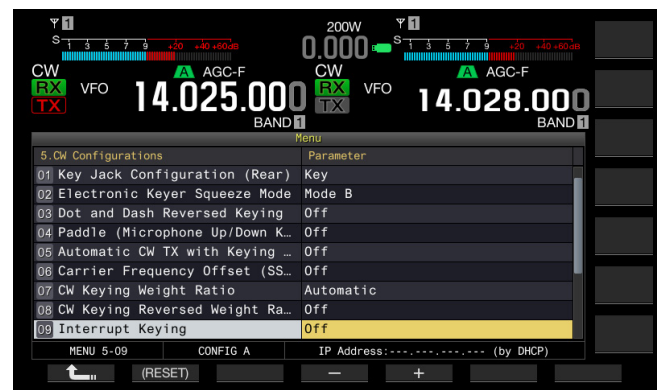 1 200W 1
S 1 3 5 7 9 +20 +40 +60dB 0.000 S 1 3 5 7 9 +20 +40 +60dB
CW A AGC-F CW A AGC-F
RX VFO 14.025.000 RX VFO 14.028.000
TX TX
BAND 1 BAND 1
Menu
5.CW Configurations Parameter
01 Key Jack Configuration (Rear) Key
02 Electronic Keyer Squeeze Mode Mode B
03 Dot and Dash Reversed Keying Off
04 Paddle (Microphone Up/Down K… Off
05 Automatic CW TX with Keying … Off
06 Carrier Frequency Offset (SS… Off
07 CW Keying Weight Ratio Automatic
08 CW Keying Reversed Weight Ra… Off
09 Interrupt Keying Off
MENU 5-09 CONFIG A IP Address:---.---.---.--- (by DHCP)
(RESET) − +